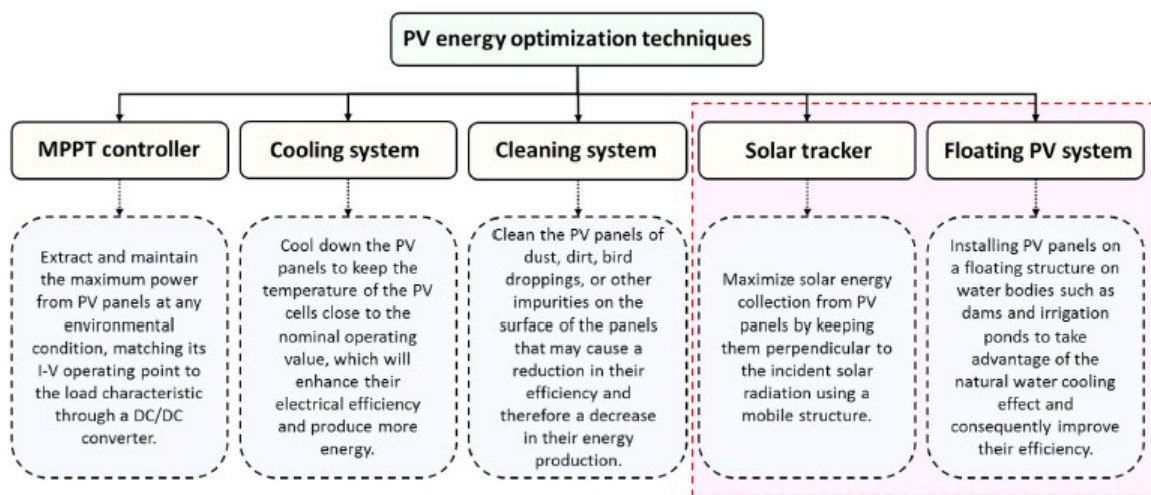 PV energy optimization techniques
MPPT controller
Cooling system
Cleaning system
Solar tracker
Floating PV system
Extract and maintain
the maximum power
from PV panels at any
environmental
condition, matching its
I-V operating point to
the load characteristic
through a DC/DC
converter.
Cool down the PV
panels to keep the
temperature of the PV
cells close to the
nominal operating
value, which will
enhance their
electrical efficiency
and produce more
energy.
Clean the PV panels of
dust, dirt, bird
droppings, or other
impurities on the
surface of the panels
that may cause a
reduction in their
efficiency and
therefore a decrease
in their energy
production.
Maximize solar energy
collection from PV
panels by keeping
them perpendicular to
the incident solar
radiation using a
mobile structure.
Installing PV panels on
a floating structure on
water bodies such as
dams and irrigation
ponds to take
advantage of the
natural water cooling
effect and
consequently improve
their efficiency.